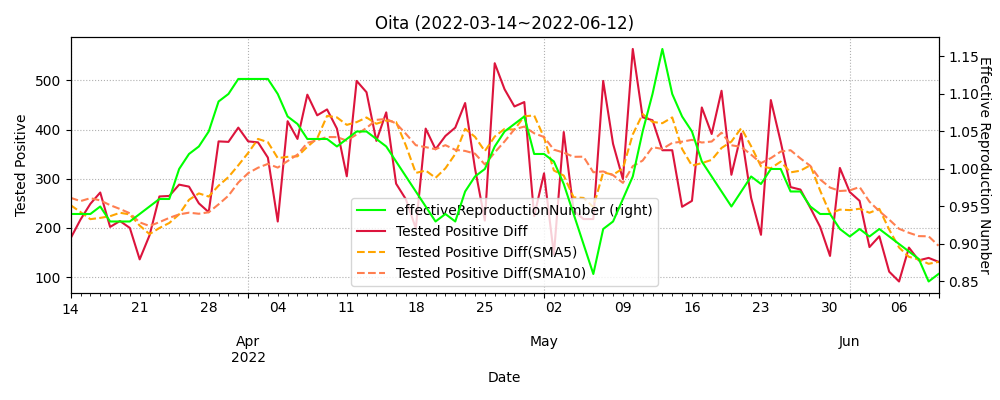 Oita (2022-03-14~2022-06-12)
Tested Positive
500
400
300
200
100
1.15
1.10
1.05
1.00
0.95
0.90
0.85
Effective Reproduction Number
effectiveReproductionNumber (right)
Tested Positive Diff
Tested Positive Diff(SMA5)
Tested Positive Diff(SMA10)
14 21 28 04 11 18 25 02 09 16 23 30 06
Apr May Jun
2022
Date